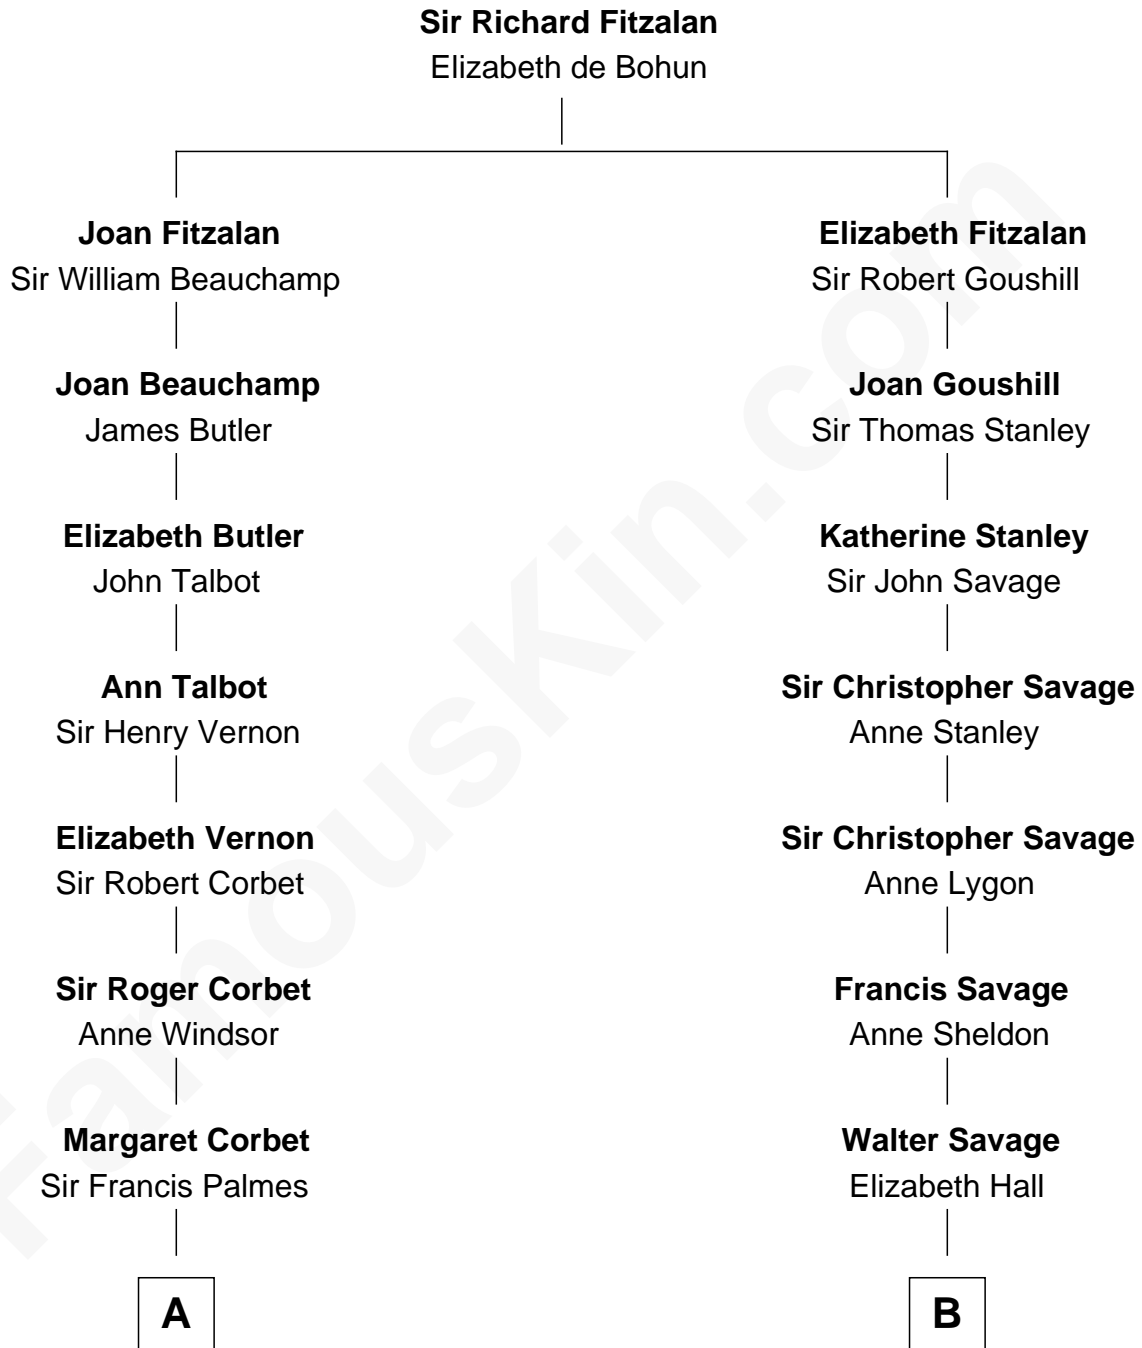 Sir Richard Fitzalan
Elizabeth de Bohun
Joan Fitzalan
Sir William Beauchamp
Elizabeth Fitzalan
Sir Robert Goushill
Joan Beauchamp
James Butler
Joan Goushill
Sir Thomas Stanley
Elizabeth Butler
John Talbot
Katherine Stanley
Sir John Savage
Ann Talbot
Sir Henry Vernon
Sir Christopher Savage
Anne Stanley
Elizabeth Vernon
Sir Robert Corbet
Sir Christopher Savage
Anne Lygon
Sir Roger Corbet
Anne Windsor
Francis Savage
Anne Sheldon
Margaret Corbet
Sir Francis Palmes
Walter Savage
Elizabeth Hall
A
B
FamousKin.com